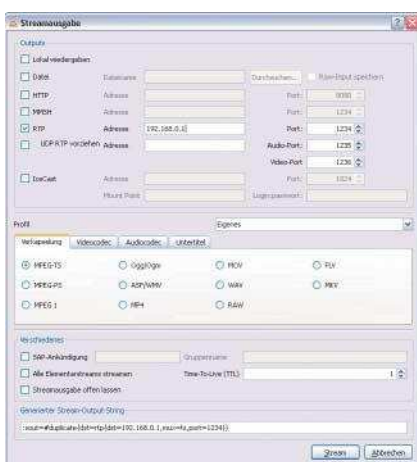 Streamausgabe
Outputs
Lokal wiedergeben
Datei Dateiname Durchsuchen... Raw-Input speichern
HTTP Adresse Port: 8080
MMSH Adresse Port: 1234
RTP Adresse 192.168.0.1 Port: 1234
UDP RTP vorziehen Adresse Audio-Port: 1235
Video-Port 1236
IceCast Adresse Port: 1024
Mount Point Login:passwort:
Profil Eigenes
Verkapselung Videocodec Audiocodec Untertitel
MPEG-TS Ogg/Ogm MOV FLV
MPEG-PS ASF/WMV WAV MKV
MPEG 1 MP4 RAW
Verschiedenes
SAP-Ankündigung Gruppenname
Alle Elementarstreams streamen Time-To-Live (TTL) 1
Streamausgabe offen lassen
Generierter Stream-Output-String
:sout=#duplicate{dst=rtp{dst=192.168.0.1,mux=ts,port=1234}}
Stream Abbrechen